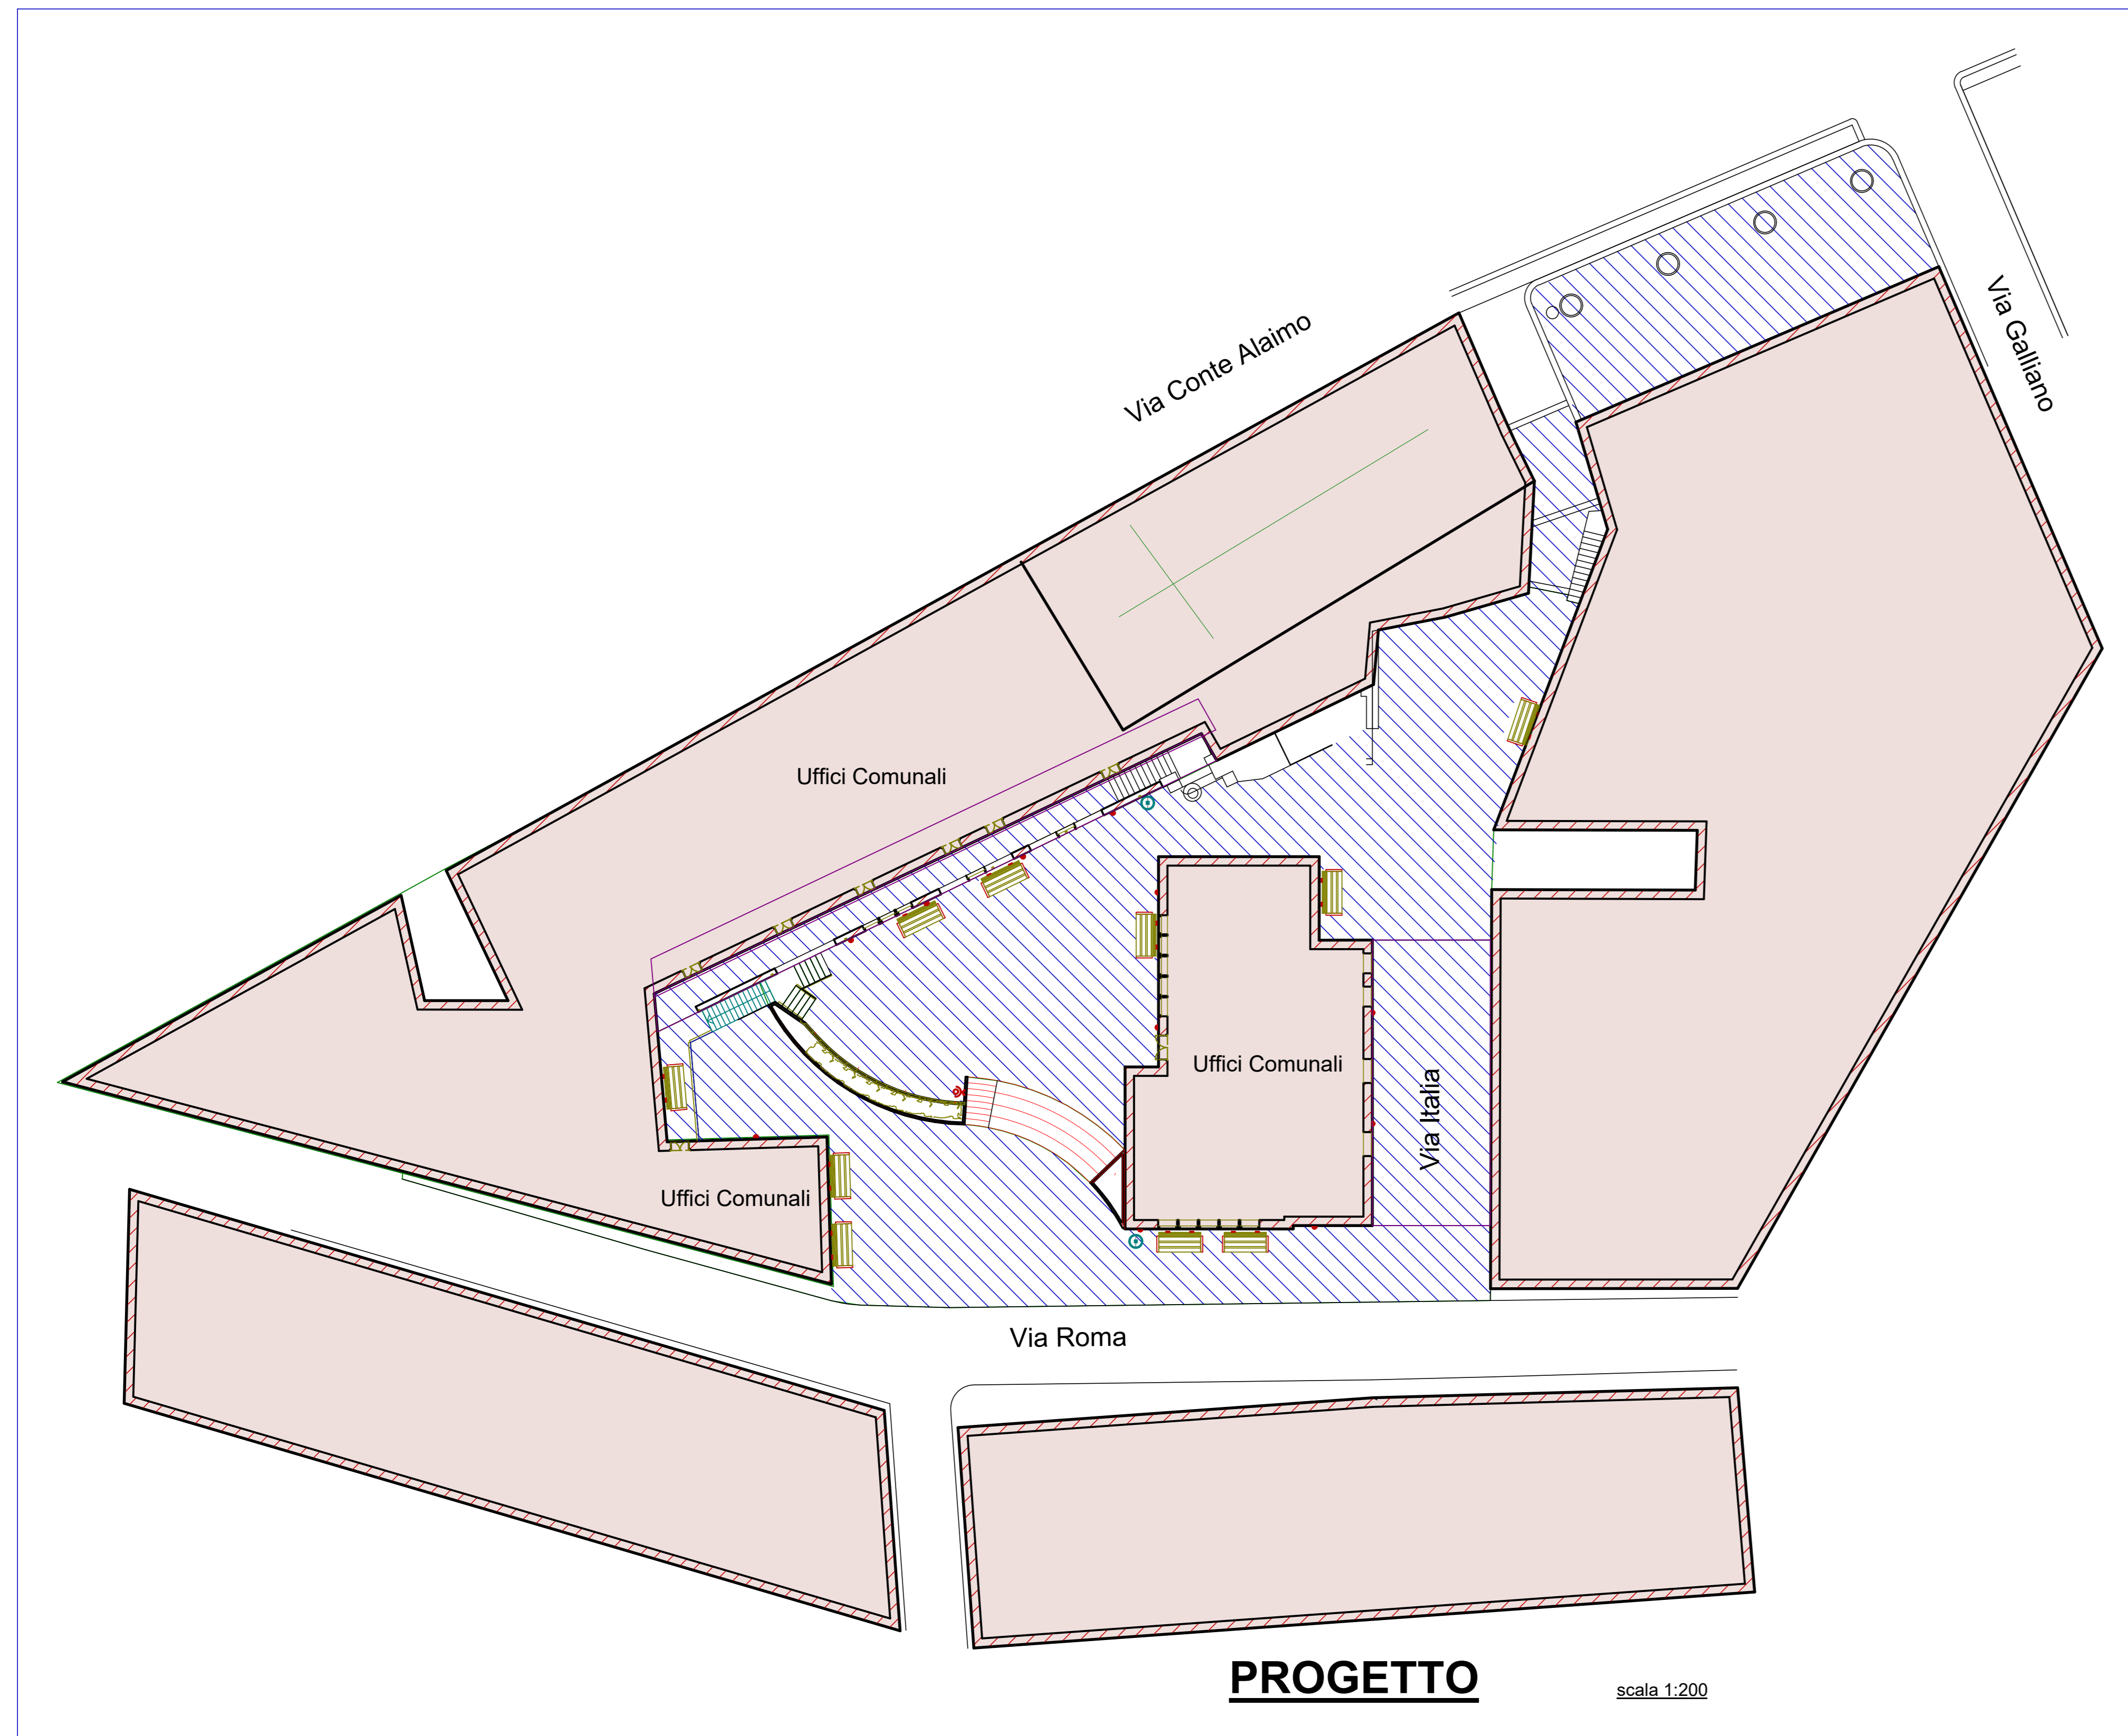 Via Galliano
Via Conte Alaimo
Uffici Comunali
Uffici Comunali
Via Italia
Uffici Comunali
Via Roma
PROGETTO
scala 1:200